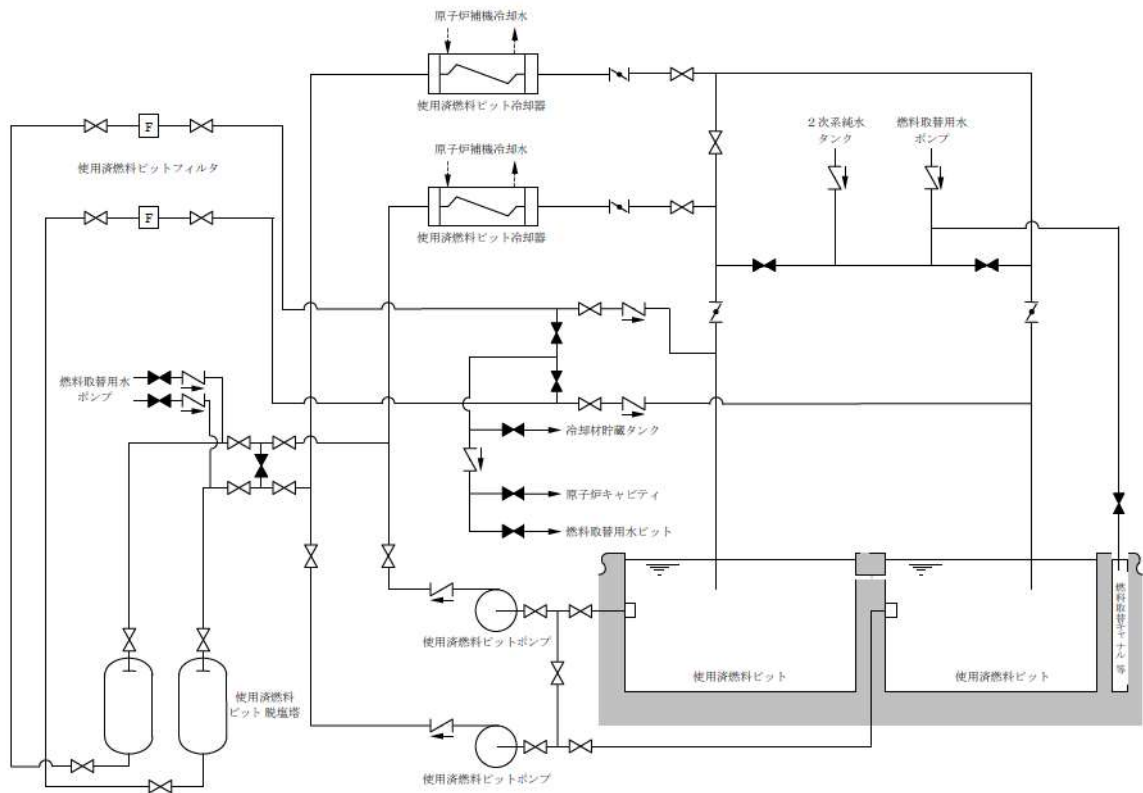 原子炉補機冷却水
使用済燃料ピット冷却器
F
使用済燃料ピットフィルタ
2次系純水
タンク
燃料取替用水
ポンプ
原子炉補機冷却水
使用済燃料ピット冷却器
F
燃料取替用水
ポンプ
冷却材貯蔵タンク
原子炉キャビティ
燃料取替用水ピット
使用済燃料ピットポンプ
使用済燃料ピット
使用済燃料ピット
燃料取替キャナル等
使用済燃料
ピット脱塩塔
使用済燃料ピットポンプ